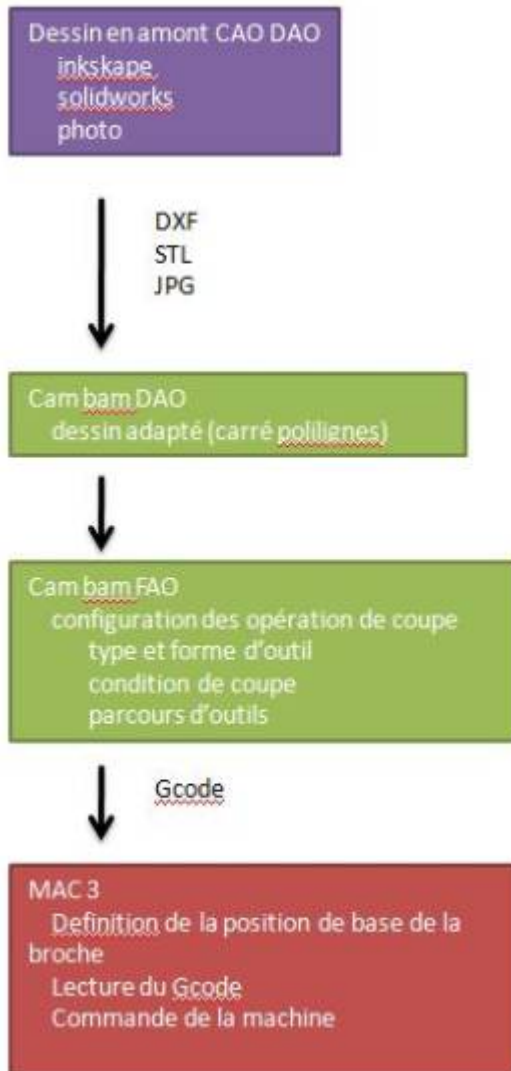 Dessin en amont CAO DAO
inkskape
solidworks
photo
DXF
STL
JPG
Cam bam DAO
dessin adapté (carré polilignes)
Cam bam FAO
configuration des opération de coupe
type et forme d'outil
condition de coupe
parcours d'outils
Gcode
MAC 3
Definition de la position de base de la
broche
Lecture du Gcode
Commande de la machine